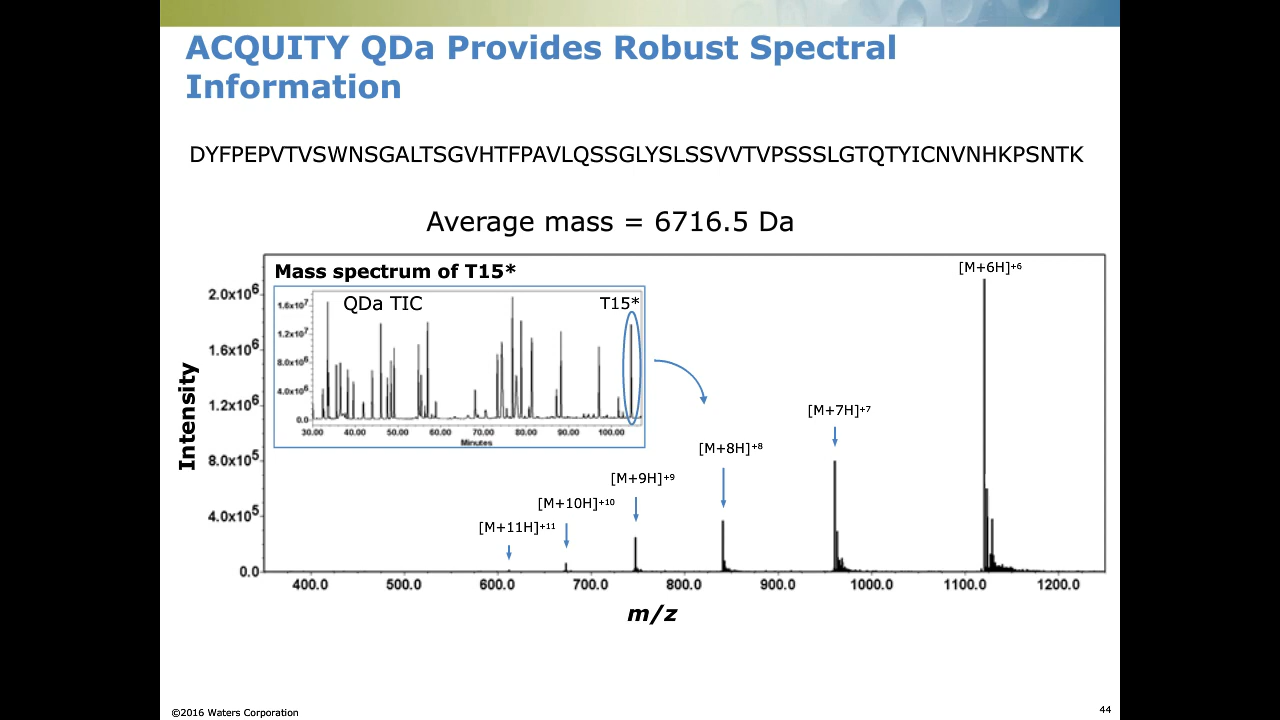 ACQUITY QDa Provides Robust Spectral
Information
DYFPEPVTVSWNSGALTSGVHTFPAVLQSSGLYSLSSVVTVPSSSLGTQTYICNVNHKPSNTK
Average mass = 6716.5 Da
Mass spectrum of T15*
QDa TIC
T15*
1.6x10⁷
1.2x10⁷
8.0x10⁶
4.0x10⁶
0.0
30.00 40.00 50.00 60.00 70.00 80.00 90.00 100.00
Minutes
[M+6H]⁺⁶
[M+7H]⁺⁷
[M+8H]⁺⁸
[M+9H]⁺⁹
[M+10H]⁺¹⁰
[M+11H]⁺¹¹
Intensity
2.0x10⁶
1.6x10⁶
1.2x10⁶
8.0x10⁵
4.0x10⁵
0.0
400.0 500.0 600.0 700.0 800.0 900.0 1000.0 1100.0 1200.0
m/z
©2016 Waters Corporation
44